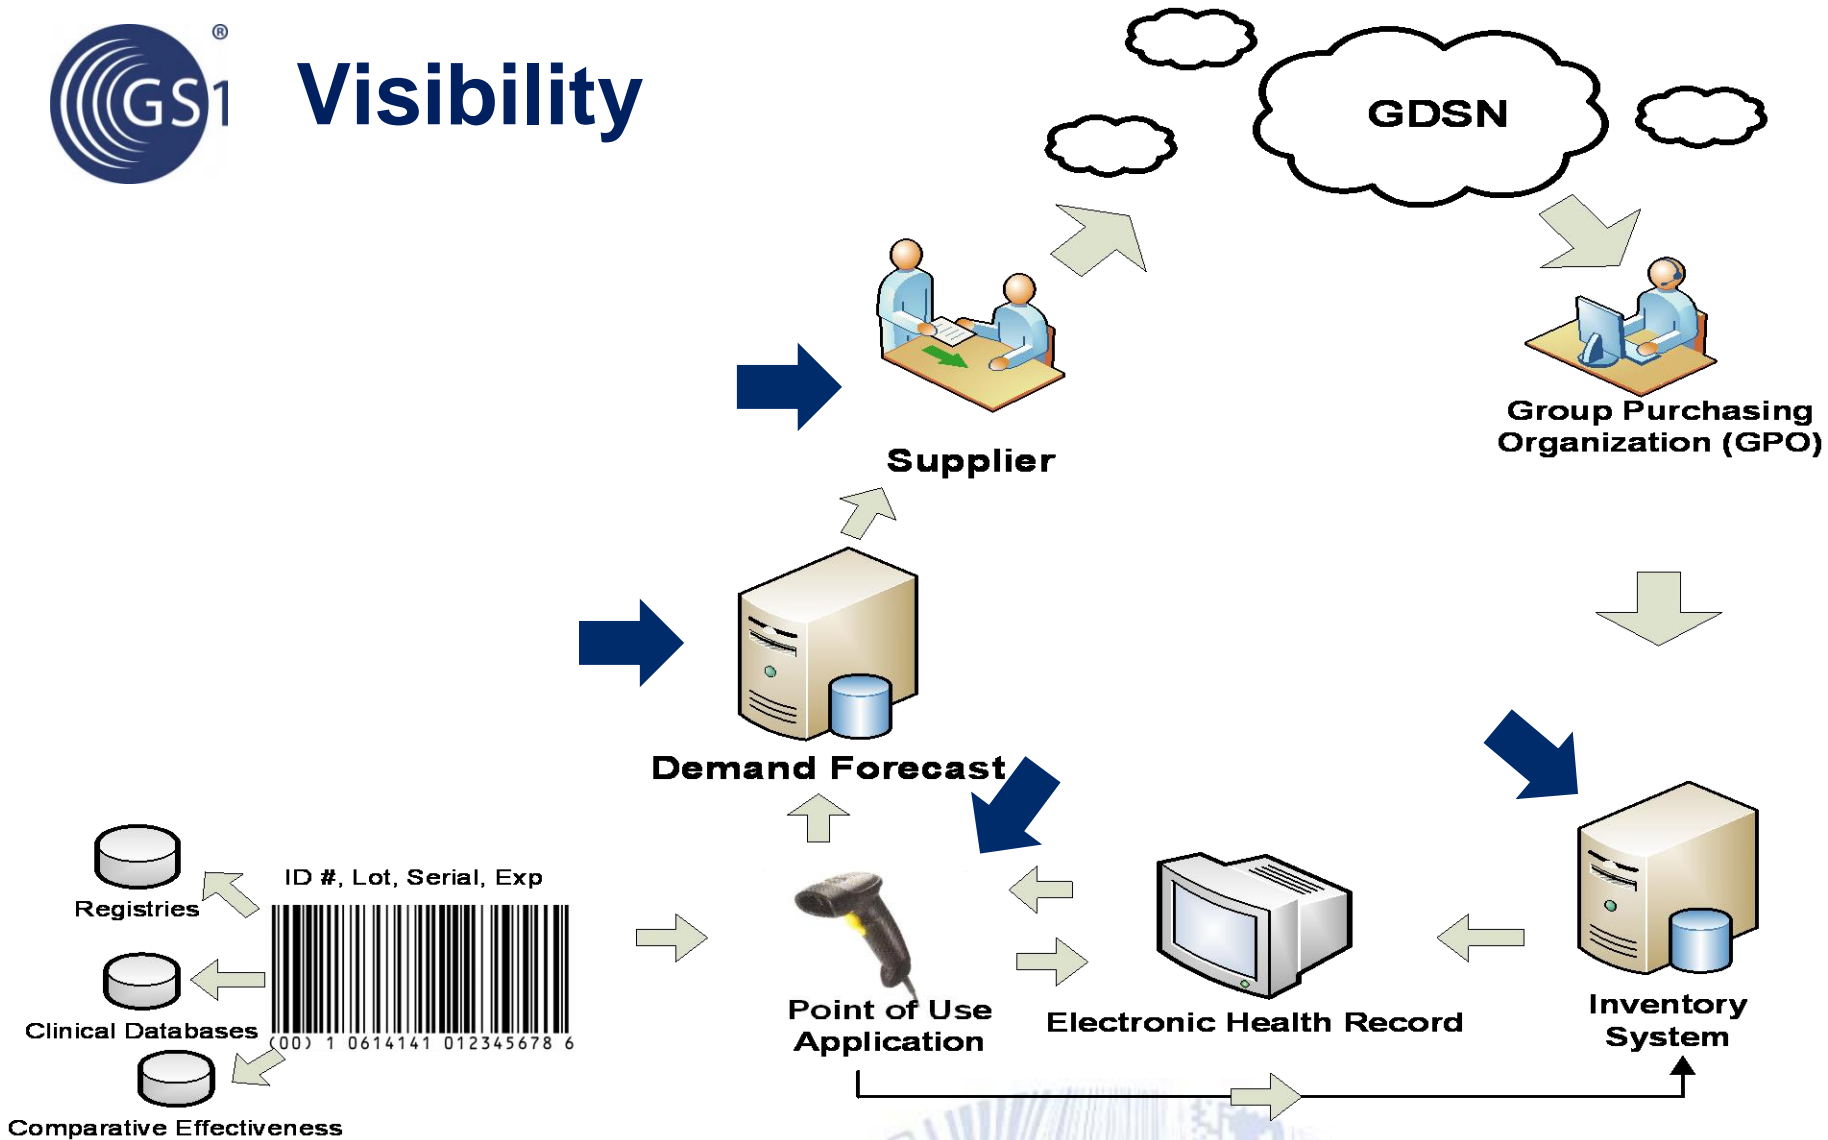 GS1
®
Visibility
GDSN
Group Purchasing
Organization (GPO)
Supplier
Demand Forecast
ID #, Lot, Serial, Exp
Registries
Clinical Databases
(00) 1 0614141 012345678 6
Comparative Effectiveness
Point of Use
Application
Electronic Health Record
Inventory
System